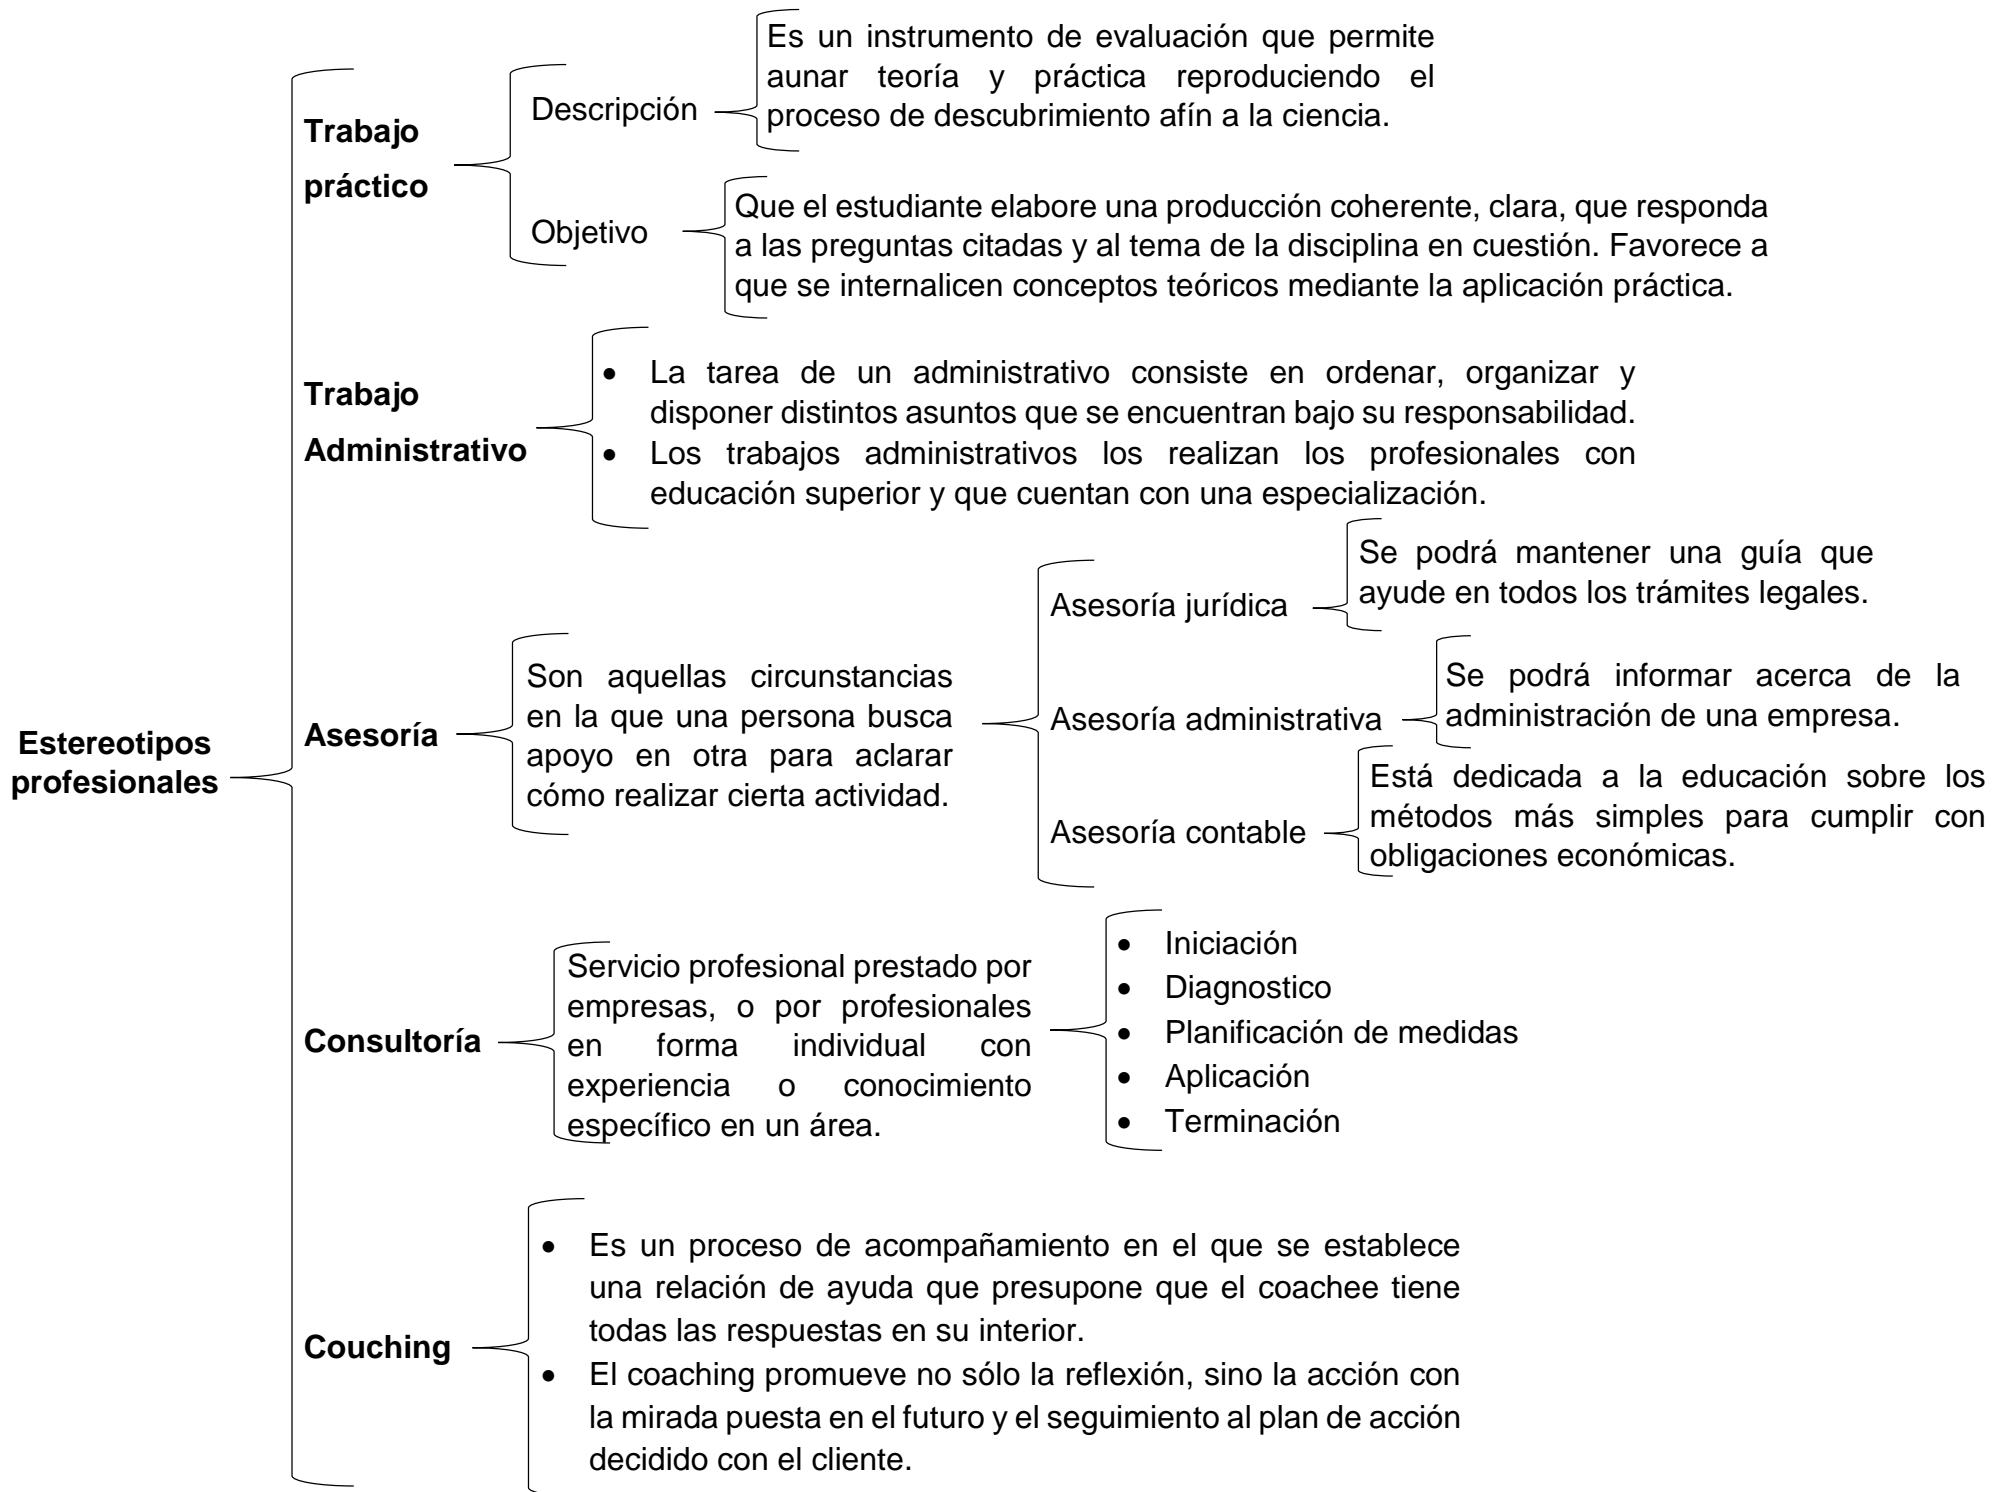 Estereotipos
profesionales
Trabajo
práctico
Descripción
Es un instrumento de evaluación que permite
aunar teoría y práctica reproduciendo el
proceso de descubrimiento afín a la ciencia.
Objetivo
Que el estudiante elabore una producción coherente, clara, que responda
a las preguntas citadas y al tema de la disciplina en cuestión. Favorece a
que se internalicen conceptos teóricos mediante la aplicación práctica.
Trabajo
Administrativo
• La tarea de un administrativo consiste en ordenar, organizar y
disponer distintos asuntos que se encuentran bajo su responsabilidad.
• Los trabajos administrativos los realizan los profesionales con
educación superior y que cuentan con una especialización.
Asesoría
Son aquellas circunstancias
en la que una persona busca
apoyo en otra para aclarar
cómo realizar cierta actividad.
Asesoría jurídica
Se podrá mantener una guía que
ayude en todos los trámites legales.
Asesoría administrativa
Se podrá informar acerca de la
administración de una empresa.
Asesoría contable
Está dedicada a la educación sobre los
métodos más simples para cumplir con
obligaciones económicas.
Consultoría
Servicio profesional prestado por
empresas, o por profesionales
en forma individual con
experiencia o conocimiento
específico en un área.
• Iniciación
• Diagnostico
• Planificación de medidas
• Aplicación
• Terminación
Couching
• Es un proceso de acompañamiento en el que se establece
una relación de ayuda que presupone que el coachee tiene
todas las respuestas en su interior.
• El coaching promueve no sólo la reflexión, sino la acción con
la mirada puesta en el futuro y el seguimiento al plan de acción
decidido con el cliente.